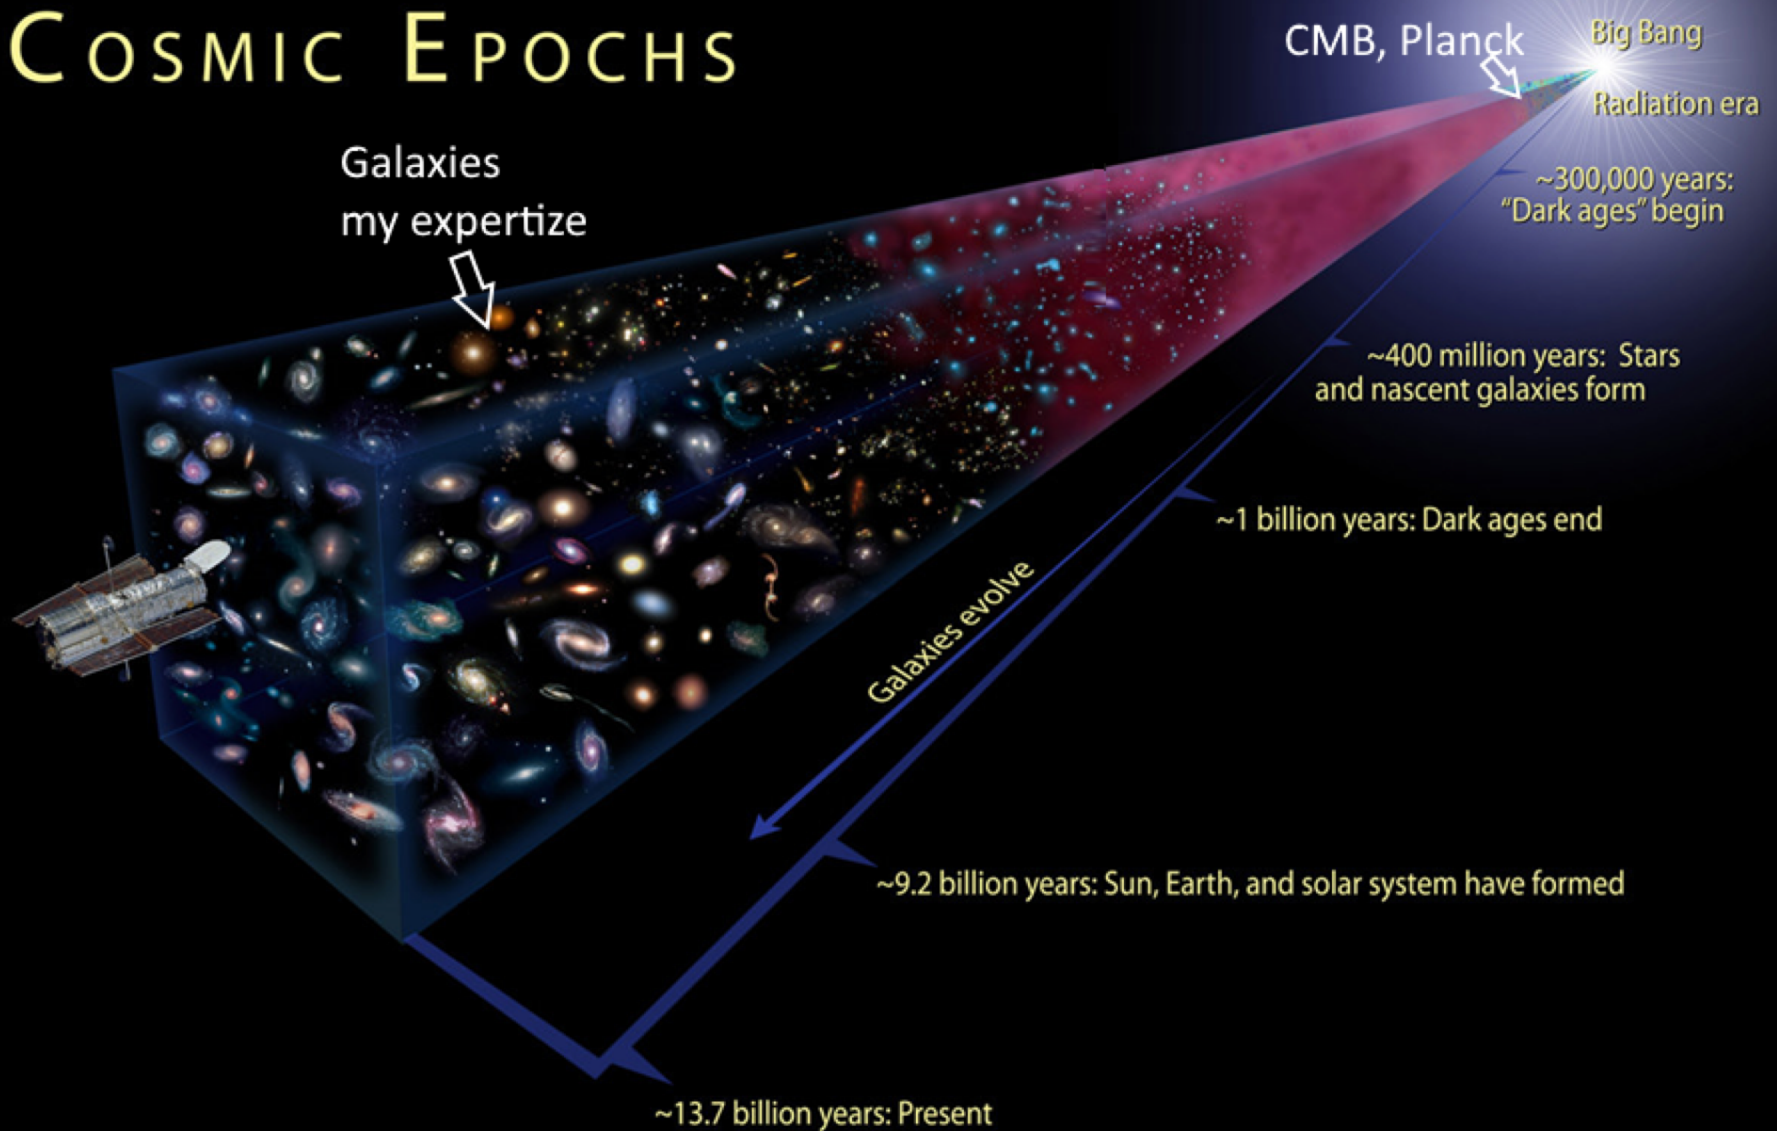 COSMIC EPOCHS
CMB, Planck
Big Bang
Radiation era
Galaxies
my expertize
~300,000 years:
“Dark ages” begin
~400 million years: Stars
and nascent galaxies form
~1 billion years: Dark ages end
Galaxies evolve
~9.2 billion years: Sun, Earth, and solar system have formed
~13.7 billion years: Present